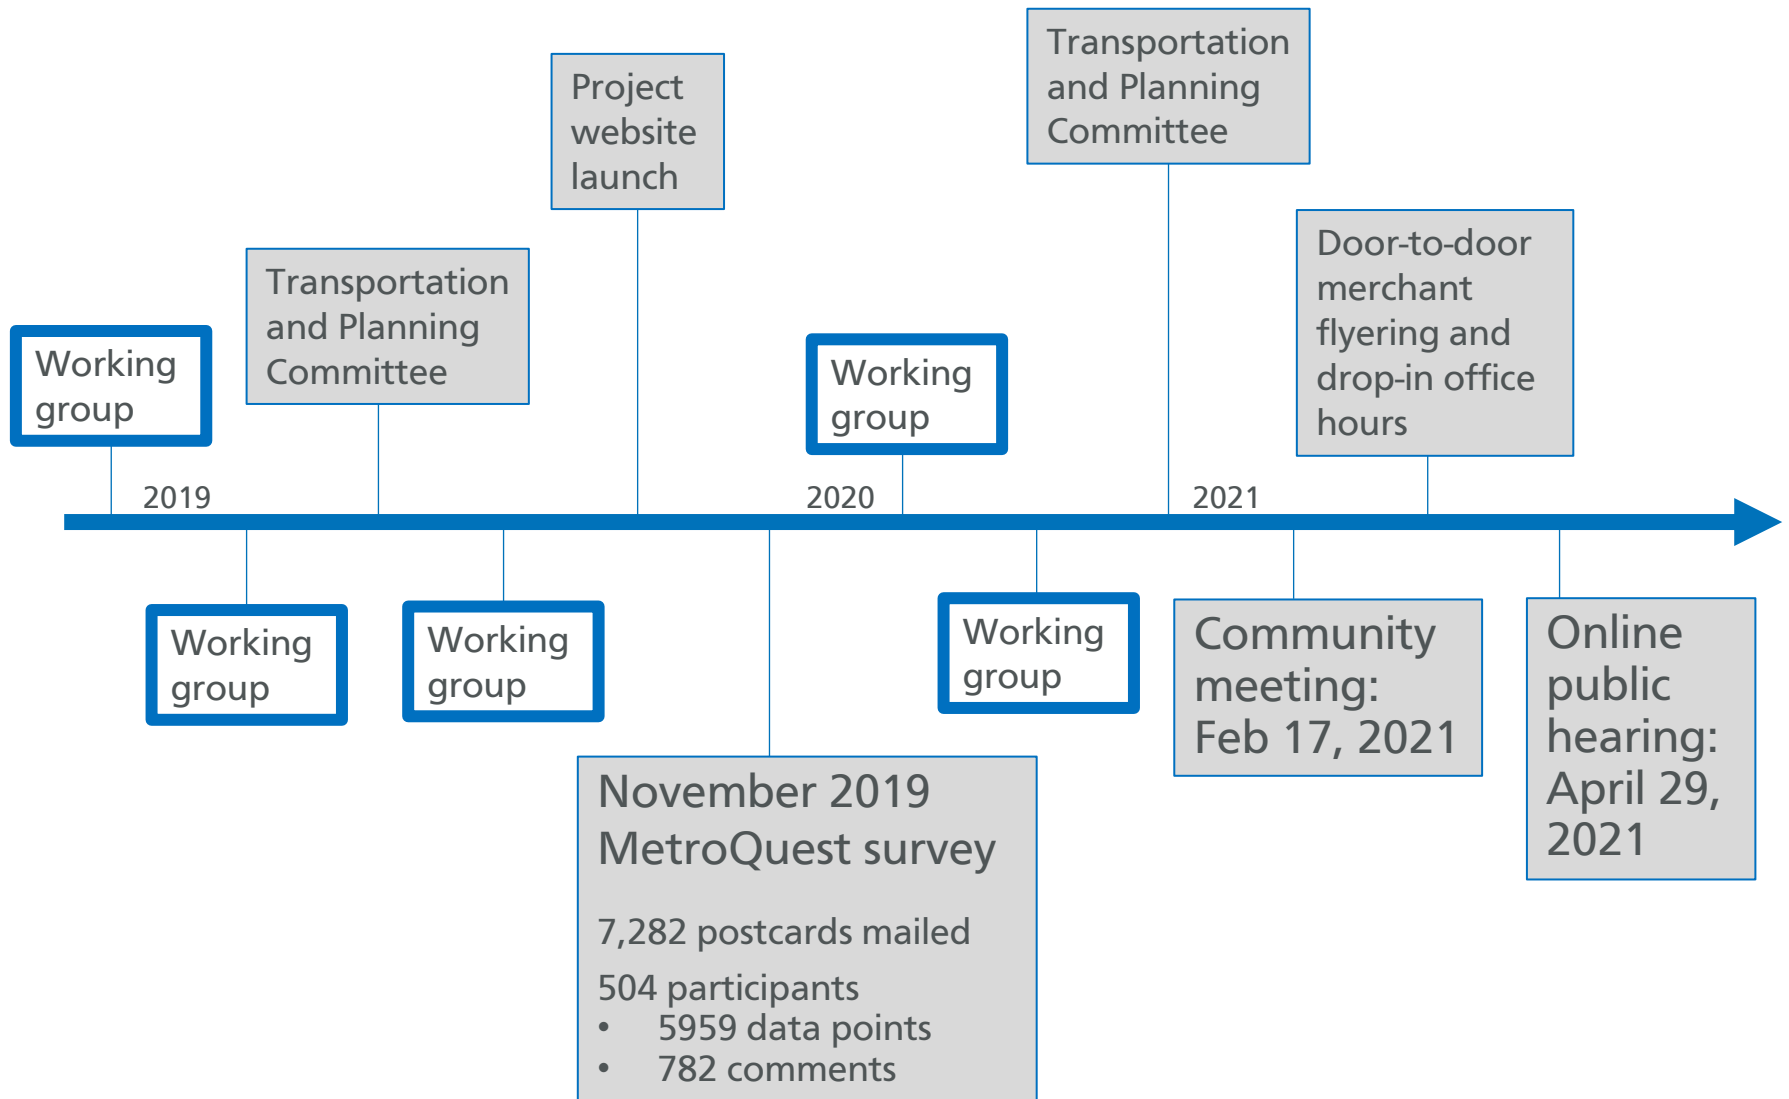 Transportation
and Planning
Committee
Project
website
launch
Door-to-door
merchant
flyering and
drop-in office
hours
Transportation
and Planning
Committee
Working
group
Working
group
2019
2020
2021
Working
group
Working
group
Working
group
Community
meeting:
Feb 17, 2021
Online
public
hearing:
April 29,
2021
November 2019
MetroQuest survey
7,282 postcards mailed
504 participants
• 5959 data points
• 782 comments